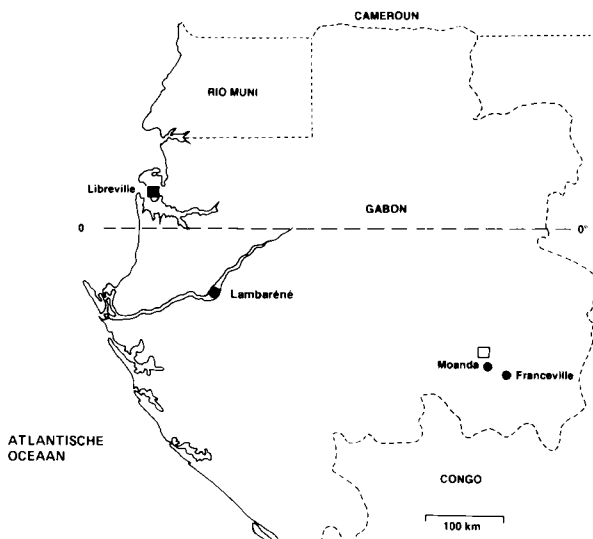 CAMEROUN
RIO MUNI
Libreville
GABON
0
0°
Lambaréné
Moanda
Franceville
ATLANTISCHE
OCEAAN
CONGO
100 km